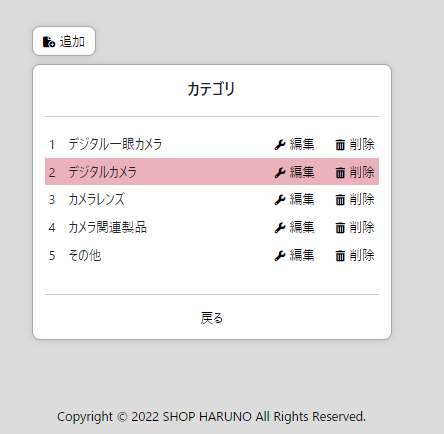 追加
カテゴリ
1 デジタル一眼カメラ 編集 削除
2 デジタルカメラ 編集 削除
3 カメラレンズ 編集 削除
4 カメラ関連製品 編集 削除
5 その他 編集 削除
戻る
Copyright © 2022 SHOP HARUNO All Rights Reserved.